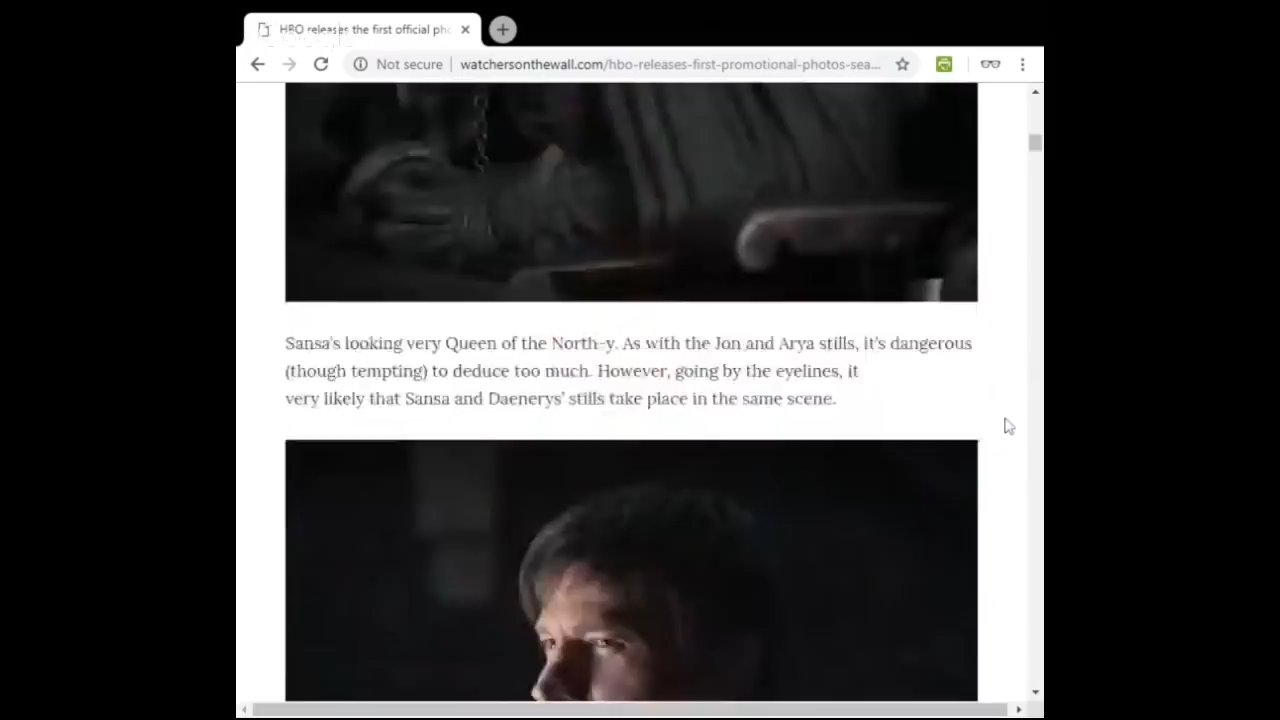 HBO releases the first official pho
Not secure | watchersonthewall.com/hbo-releases-first-promotional-photos-sea...
Sansa's looking very Queen of the North-y. As with the Jon and Arya stills, it's dangerous
(though tempting) to deduce too much. However, going by the eyelines, it
very likely that Sansa and Daenerys' stills take place in the same scene.